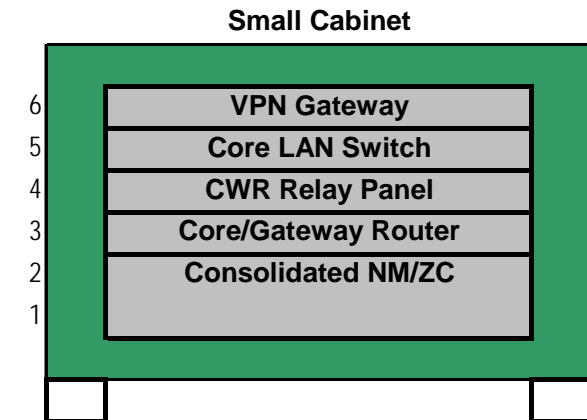 Small Cabinet
6 VPN Gateway
5 Core LAN Switch
4 CWR Relay Panel
3 Core/Gateway Router
2 Consolidated NM/ZC
1